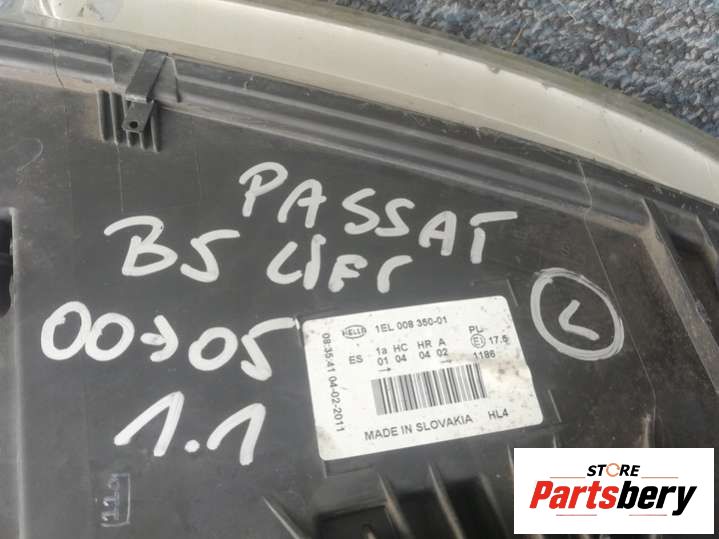 PASSAT
B5 LIFT
00→05
1.1
L
HELLA
1EL 008 350-01
08:35:41 04-02-2011
1a HC HR A PL
ES 01 04 04 02 E1 17.5
1186
MADE IN SLOVAKIA HL4
STORE
Partsbery